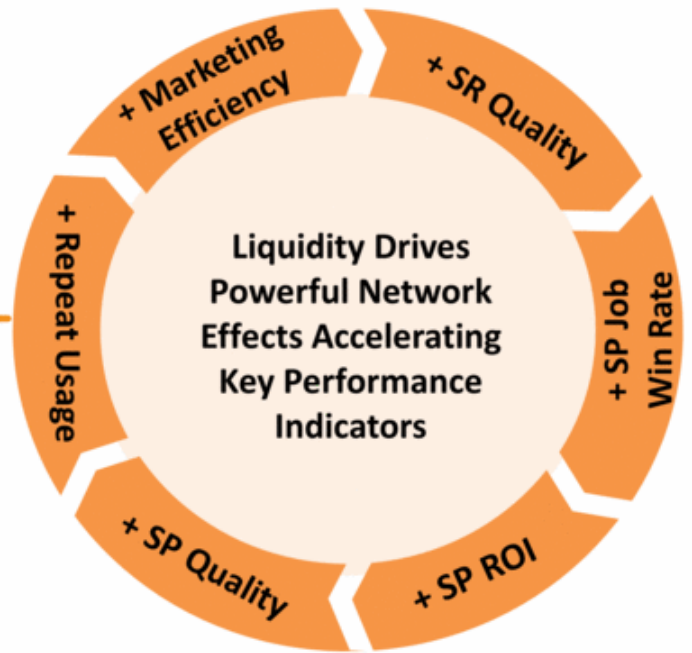 + Marketing
Efficiency
+ SR Quality
+ SP Job
Win Rate
+ SP ROI
+ SP Quality
+ Repeat Usage
Liquidity Drives
Powerful Network
Effects Accelerating
Key Performance
Indicators